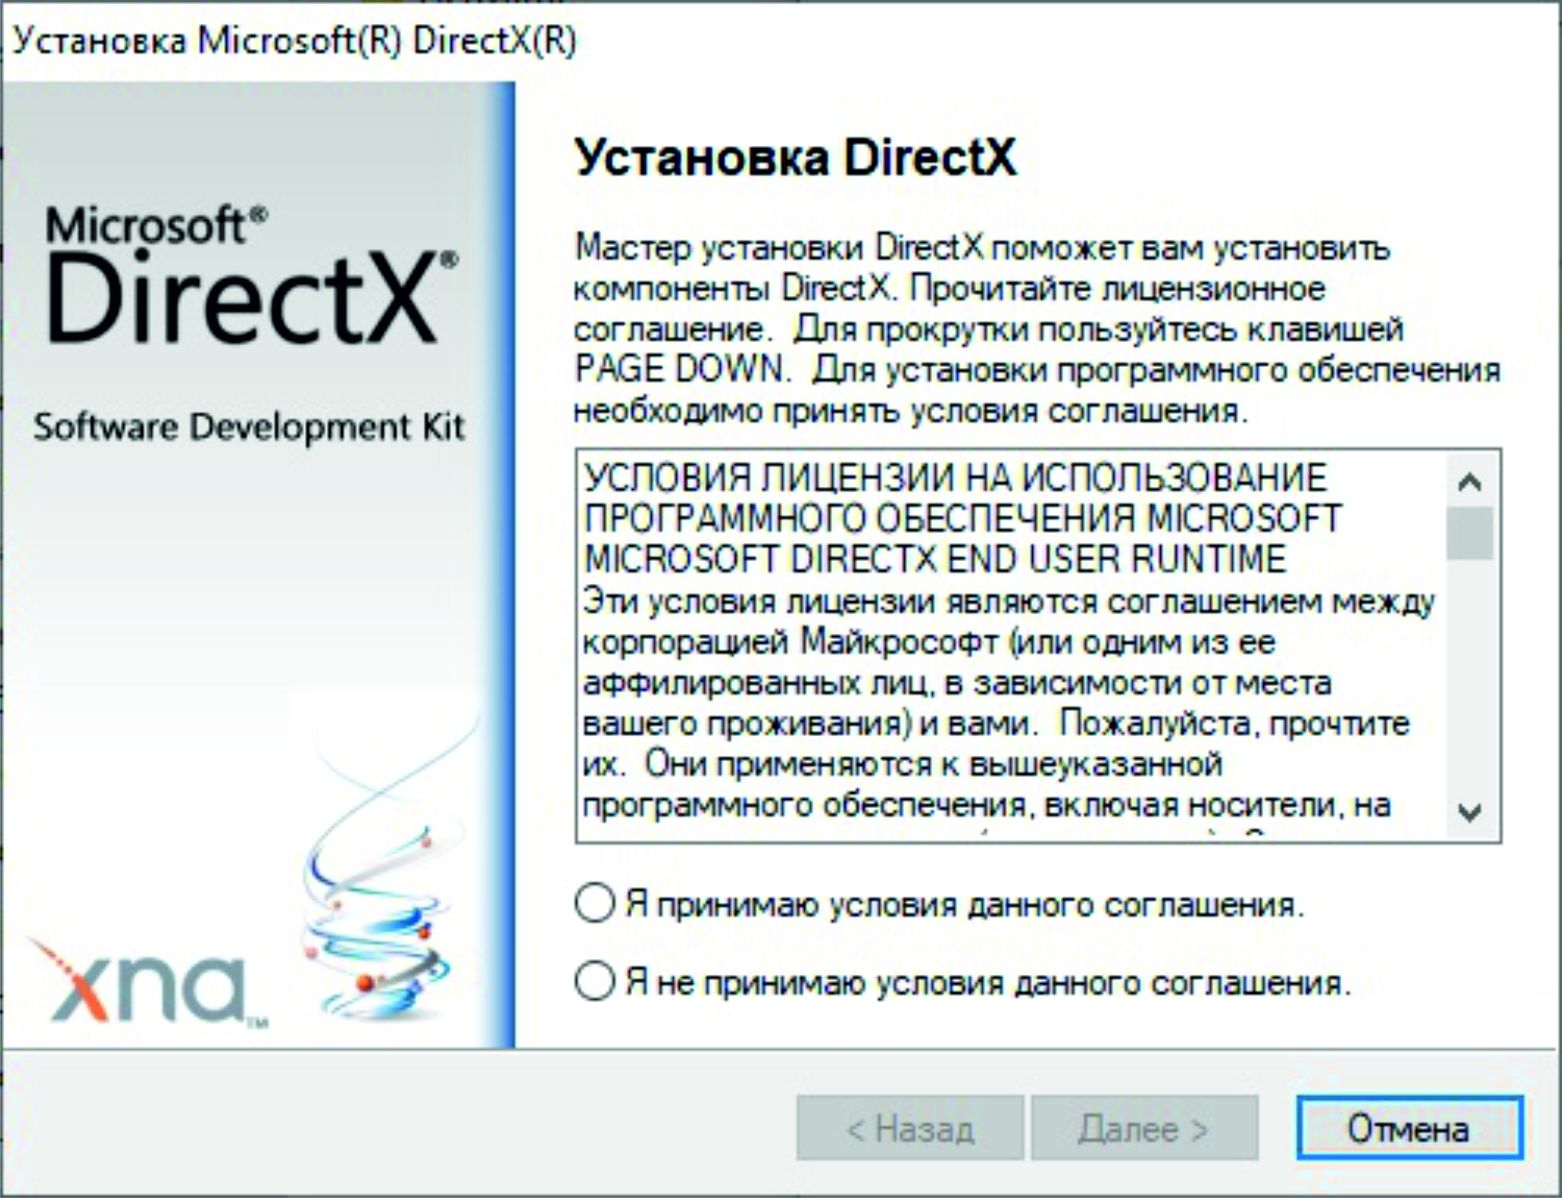 Установка Microsoft(R) DirectX(R)
Microsoft®
DirectX®
Software Development Kit
xna™
Установка DirectX
Мастер установки DirectX поможет вам установить
компоненты DirectX. Прочитайте лицензионное
соглашение. Для прокрутки пользуйтесь клавишей
PAGE DOWN. Для установки программного обеспечения
необходимо принять условия соглашения.
УСЛОВИЯ ЛИЦЕНЗИИ НА ИСПОЛЬЗОВАНИЕ
ПРОГРАММНОГО ОБЕСПЕЧЕНИЯ MICROSOFT
MICROSOFT DIRECTX END USER RUNTIME
Эти условия лицензии являются соглашением между
корпорацией Майкрософт (или одним из ее
аффилированных лиц, в зависимости от места
вашего проживания) и вами. Пожалуйста, прочтите
их. Они применяются к вышеуказанной
программного обеспечения, включая носители, на
Я принимаю условия данного соглашения.
Я не принимаю условия данного соглашения.
< Назад
Далее >
Отмена